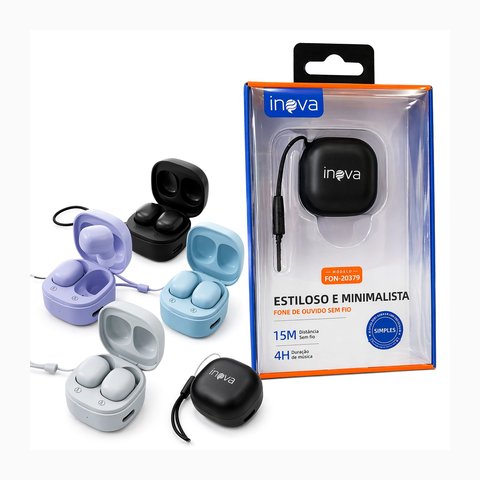 inova
inova
MODELO
FON-20379
ESTILOSO E MINIMALISTA
FONE DE OUVIDO SEM FIO
15M Distância
Sem fio
4H Duração
de música
SIMPLES
inova